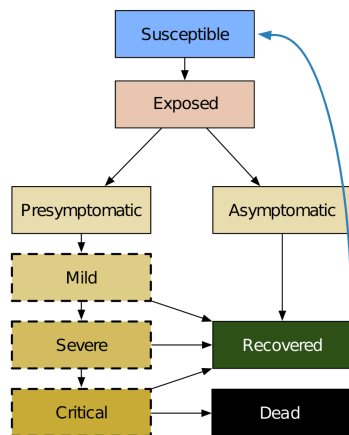 Susceptible
Exposed
Presymptomatic
Asymptomatic
Mild
Severe
Recovered
Critical
Dead